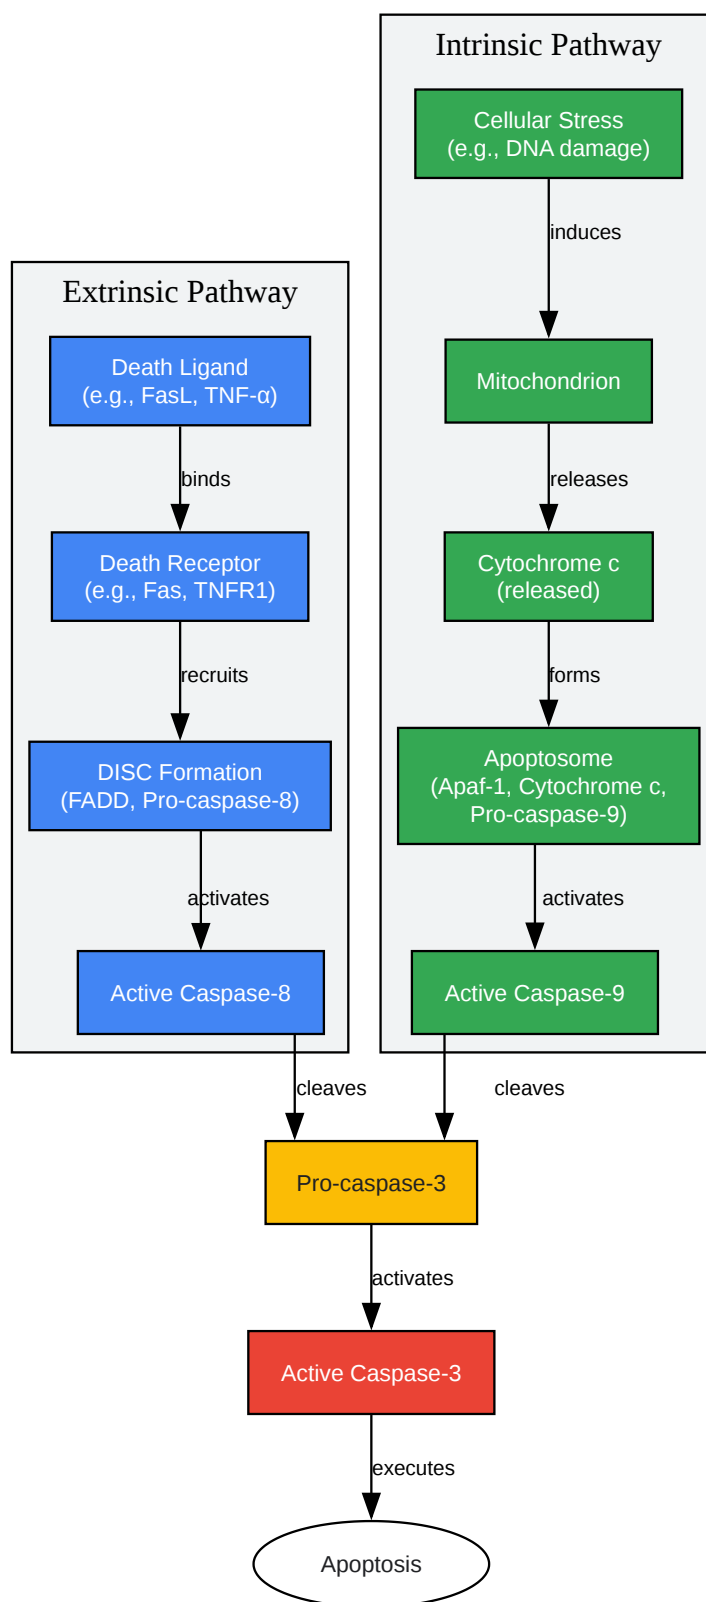 Intrinsic Pathway
Cellular Stress
(e.g., DNA damage)
induces
Mitochondrion
releases
Cytochrome c
(released)
forms
Apoptosome
(Apaf-1, Cytochrome c,
Pro-caspase-9)
activates
Active Caspase-9
cleaves
Extrinsic Pathway
Death Ligand
(e.g., FasL, TNF-α)
binds
Death Receptor
(e.g., Fas, TNFR1)
recruits
DISC Formation
(FADD, Pro-caspase-8)
activates
Active Caspase-8
cleaves
Pro-caspase-3
activates
Active Caspase-3
executes
Apoptosis